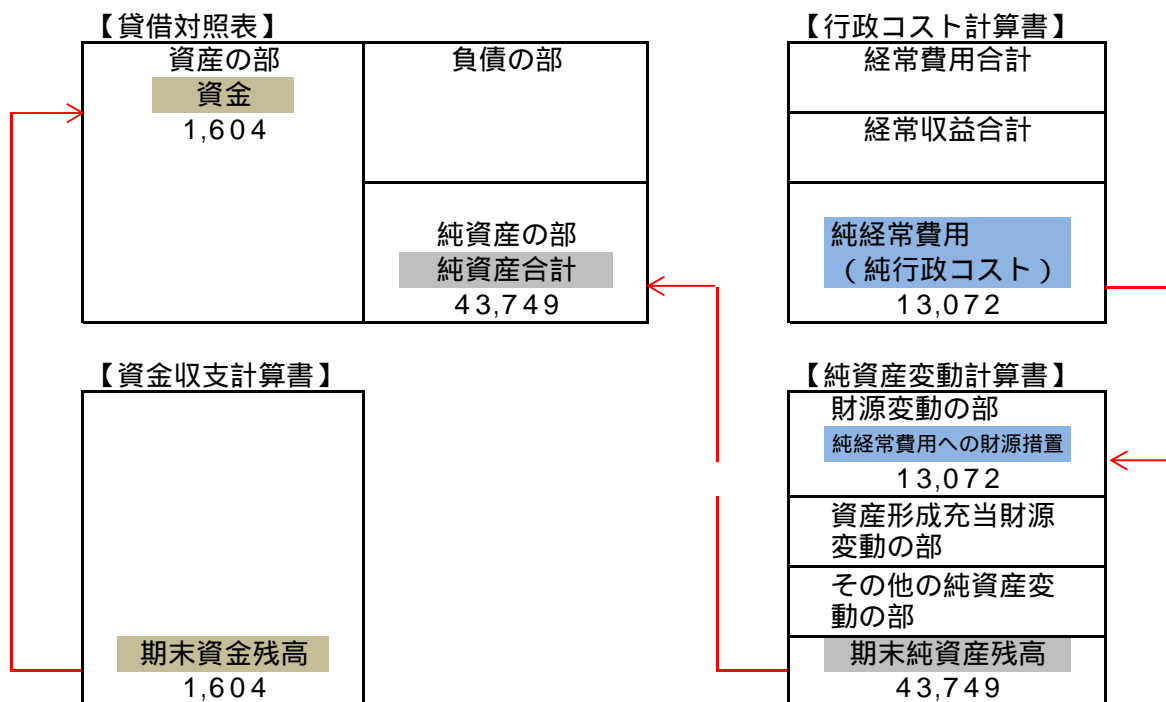 【貸借対照表】
資産の部
資金
1,604
負債の部
純資産の部
純資産合計
43,749
【行政コスト計算書】
経常費用合計
経常収益合計
純経常費用
（純行政コスト）
13,072
【資金収支計算書】
期末資金残高
1,604
【純資産変動計算書】
財源変動の部
純経常費用への財源措置
13,072
資産形成充当財源
変動の部
その他の純資産変
動の部
期末純資産残高
43,749